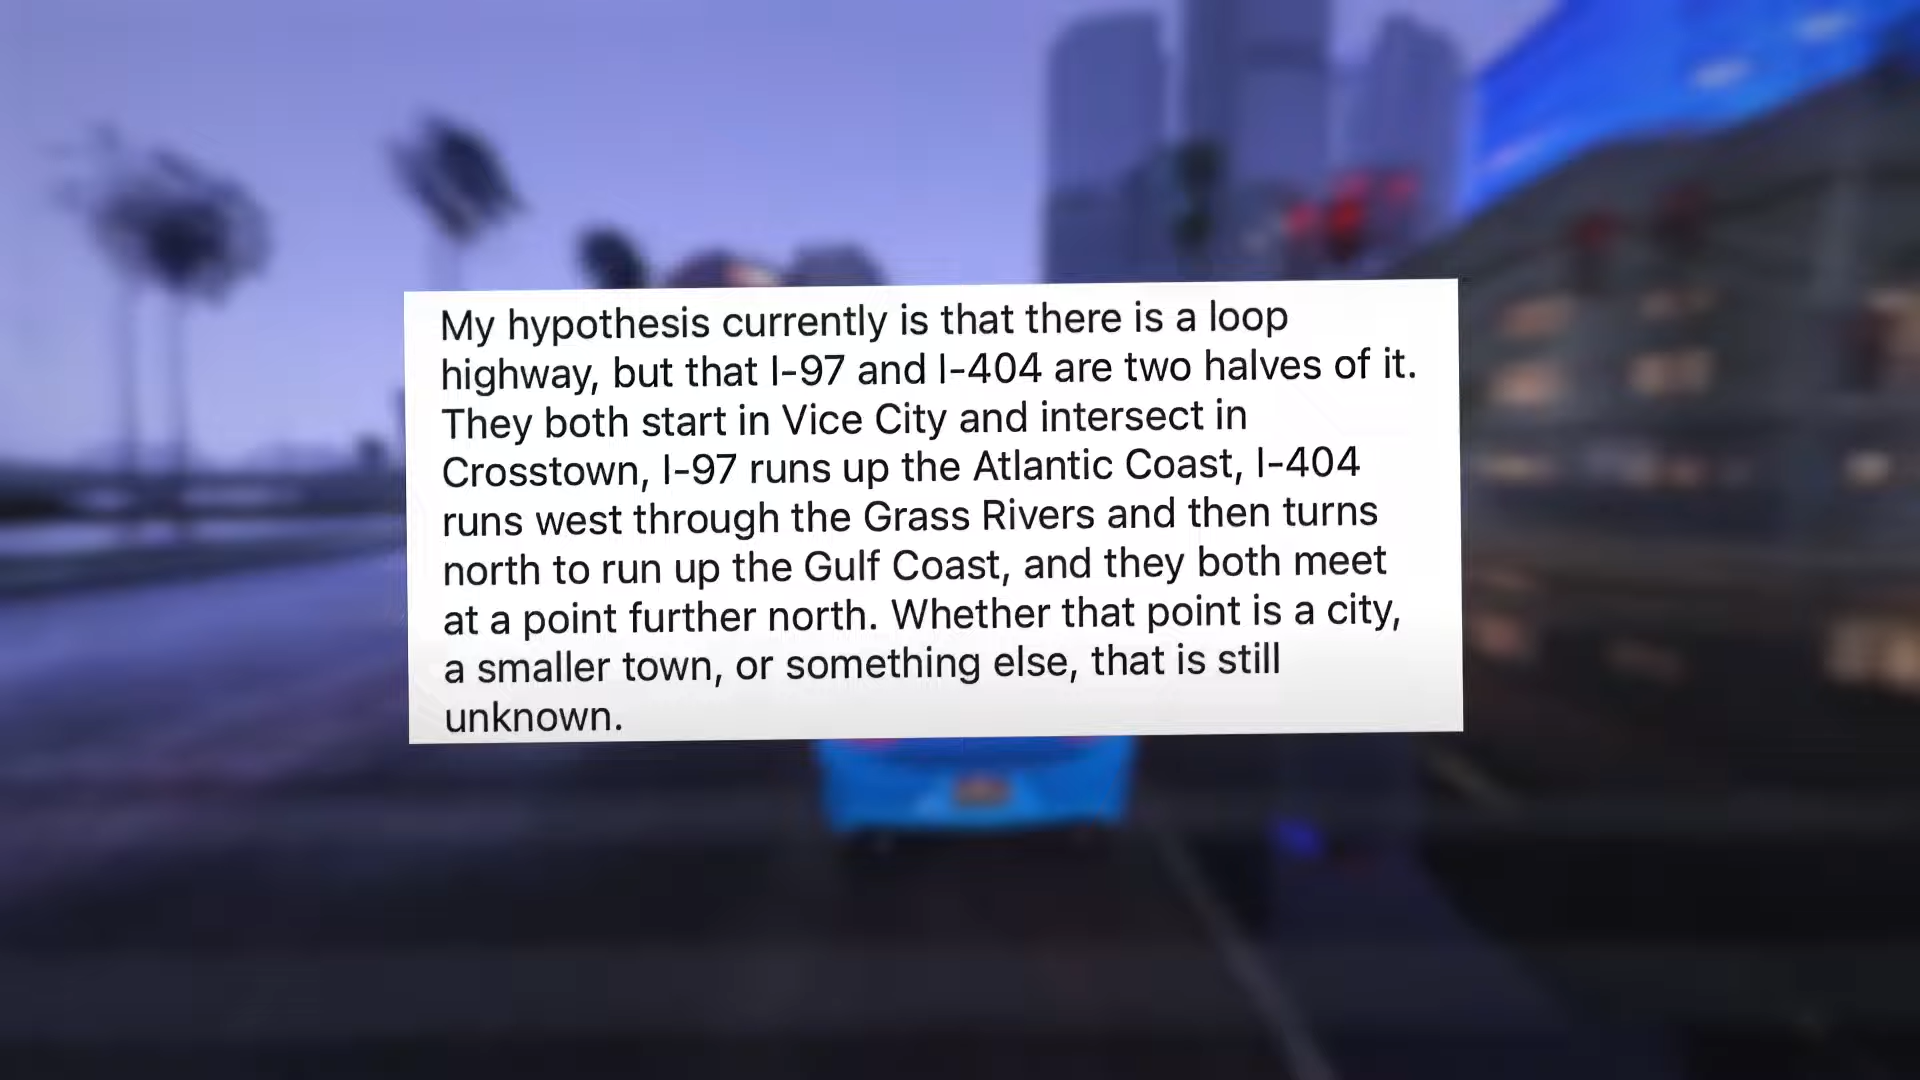 My hypothesis currently is that there is a loop
highway, but that I-97 and I-404 are two halves of it.
They both start in Vice City and intersect in
Crosstown, I-97 runs up the Atlantic Coast, I-404
runs west through the Grass Rivers and then turns
north to run up the Gulf Coast, and they both meet
at a point further north. Whether that point is a city,
a smaller town, or something else, that is still
unknown.